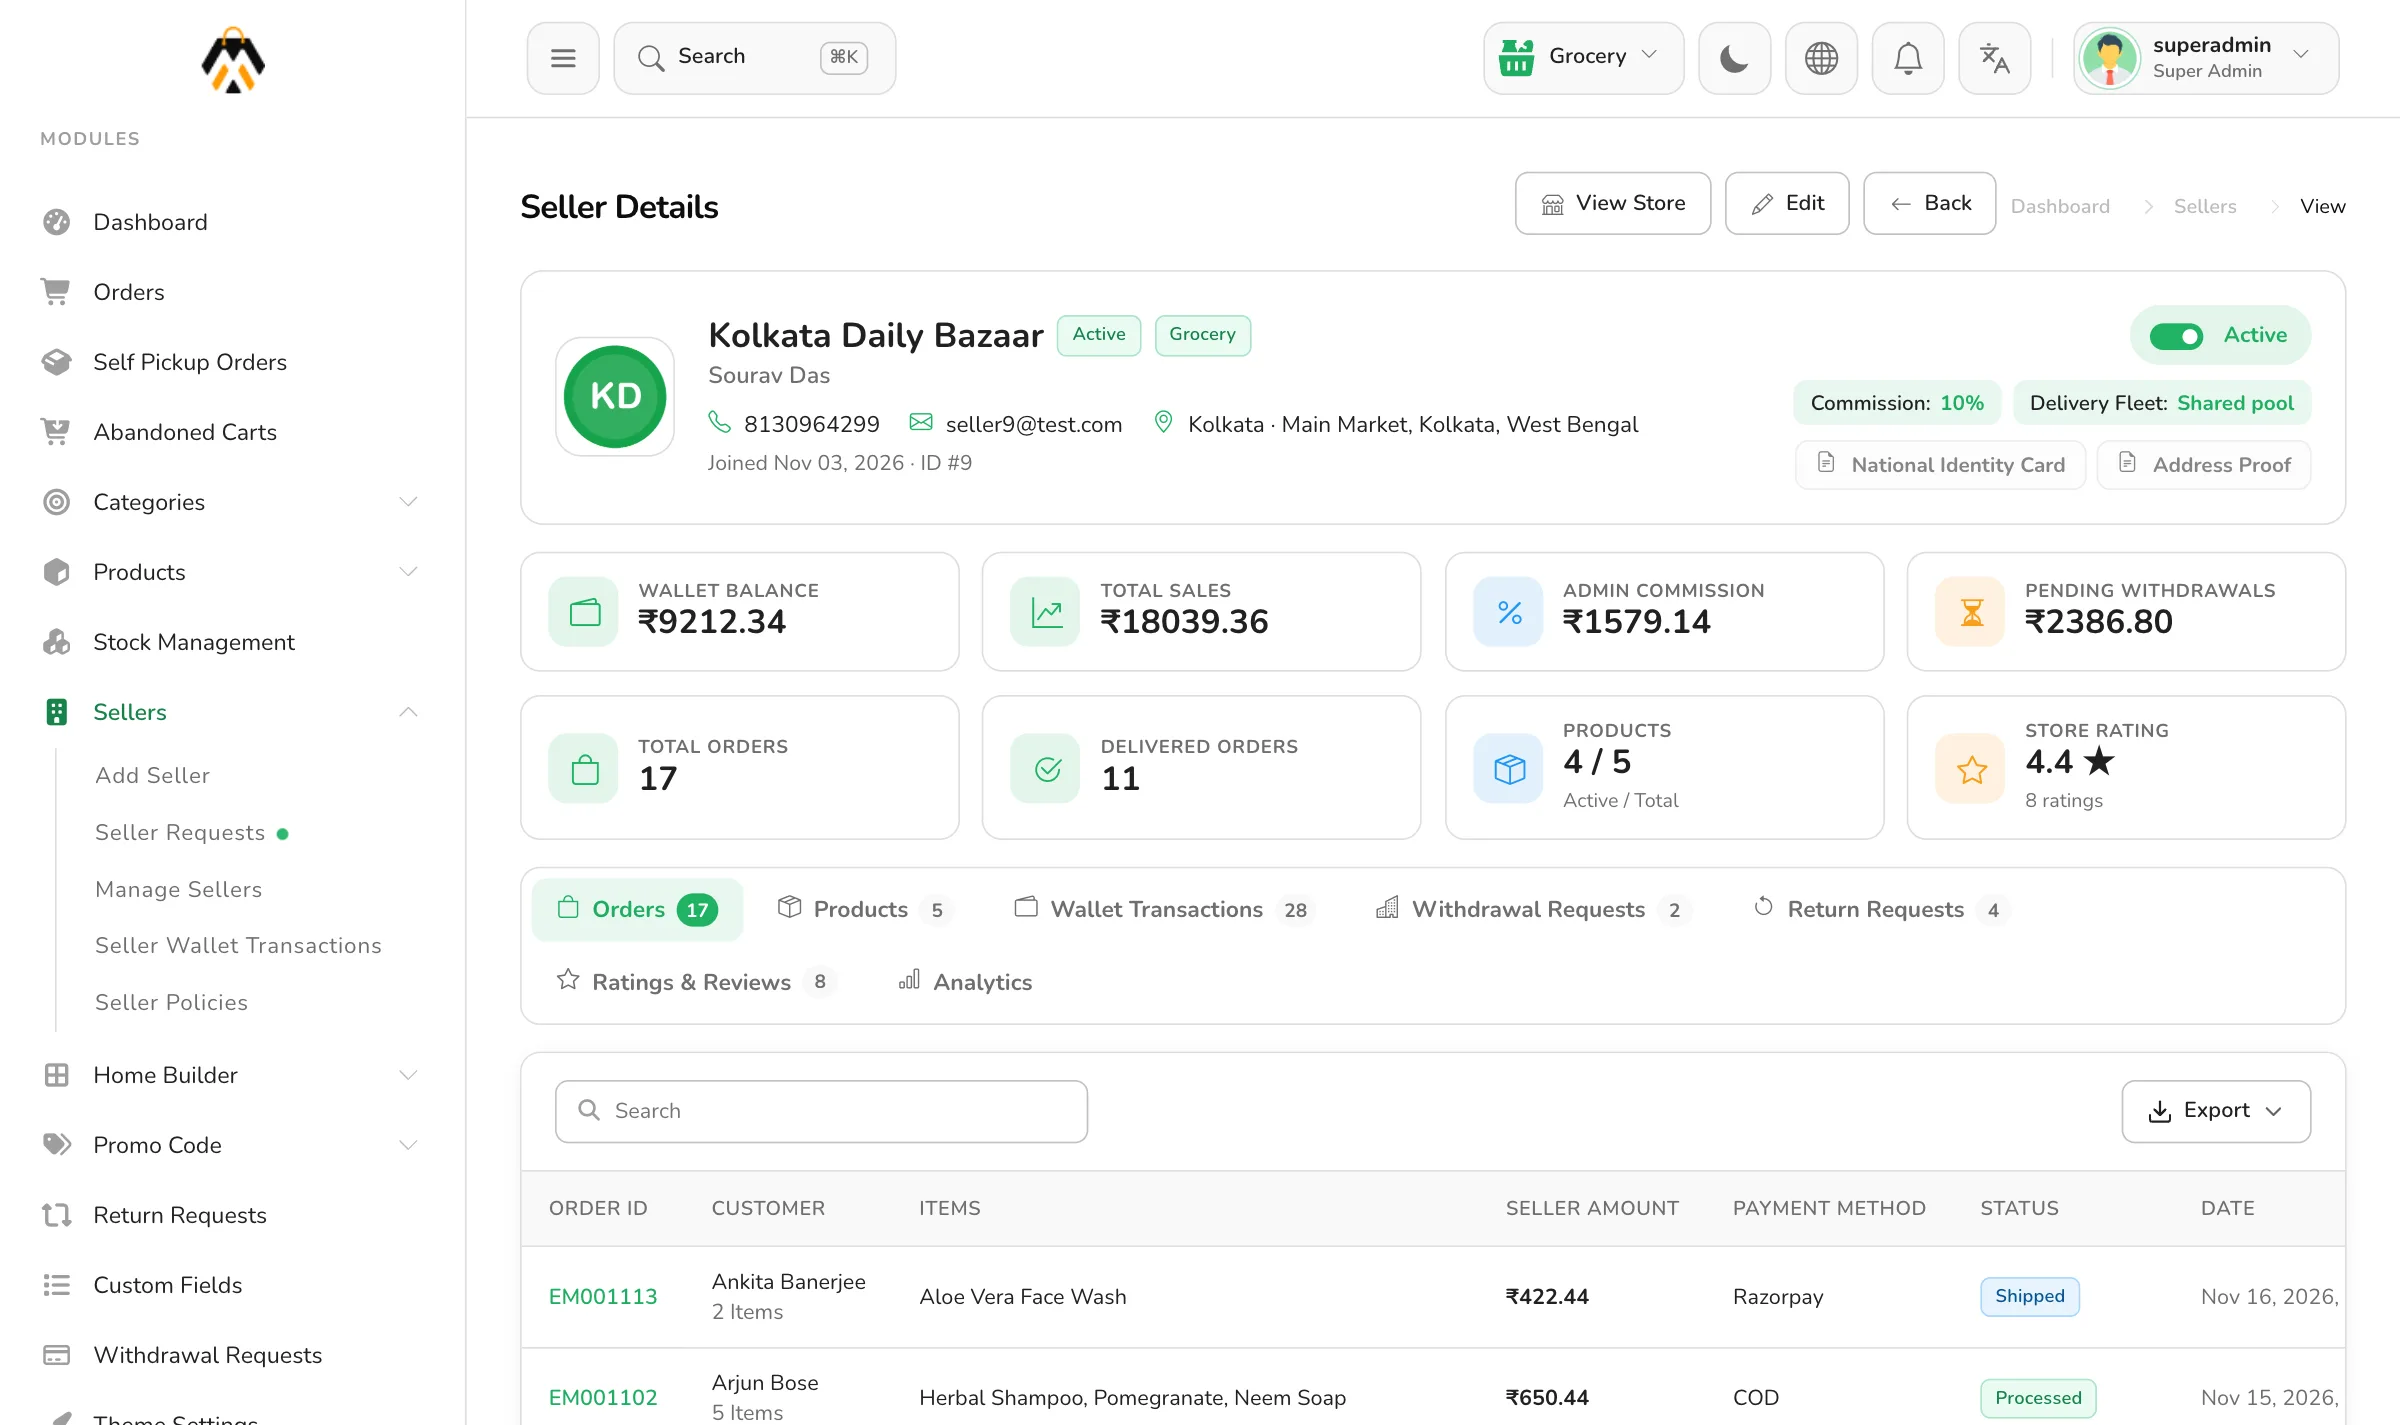 MODULES
Dashboard
Orders
Self Pickup Orders
Abandoned Carts
Categories
Products
Stock Management
Sellers
Add Seller
Seller Requests
Manage Sellers
Seller Wallet Transactions
Seller Policies
Home Builder
Promo Code
Return Requests
Custom Fields
Withdrawal Requests
Theme Settings
Search ⌘K
Grocery
superadmin
Super Admin
Seller Details
View Store Edit Back Dashboard Sellers View
KD
Kolkata Daily Bazaar Active Grocery
Sourav Das
8130964299 seller9@test.com Kolkata · Main Market, Kolkata, West Bengal
Joined Nov 03, 2026 · ID #9
Active
Commission: 10% Delivery Fleet: Shared pool
National Identity Card Address Proof
WALLET BALANCE
₹9212.34
TOTAL SALES
₹18039.36
ADMIN COMMISSION
₹1579.14
PENDING WITHDRAWALS
₹2386.80
TOTAL ORDERS
17
DELIVERED ORDERS
11
PRODUCTS
4 / 5
Active / Total
STORE RATING
4.4 ★
8 ratings
Orders 17 Products 5 Wallet Transactions 28 Withdrawal Requests 2 Return Requests 4
Ratings & Reviews 8 Analytics
Search Export
ORDER ID CUSTOMER ITEMS SELLER AMOUNT PAYMENT METHOD STATUS DATE
EM001113 Ankita Banerjee Aloe Vera Face Wash ₹422.44 Razorpay Shipped Nov 16, 2026,
2 Items
EM001102 Arjun Bose Herbal Shampoo, Pomegranate, Neem Soap ₹650.44 COD Processed Nov 15, 2026,
5 Items